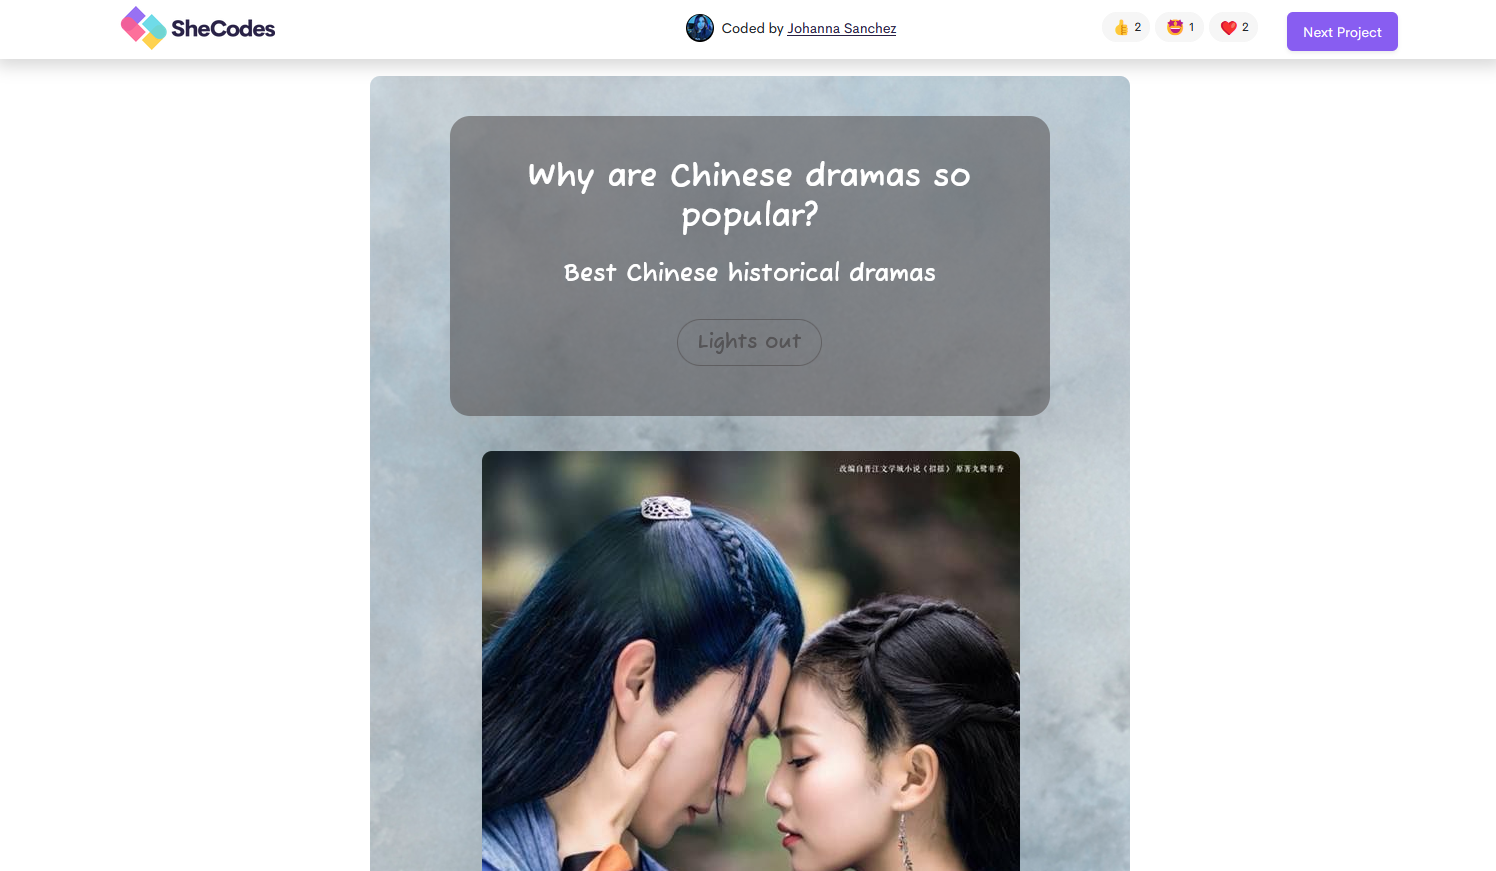 SheCodes
Coded by Johanna Sanchez
👍 2
🤩 1
❤️ 2
Next Project
Why are Chinese dramas so
popular?
Best Chinese historical dramas
Lights out
改编自晋江文学城小说《招摇》 原著九鹭非香